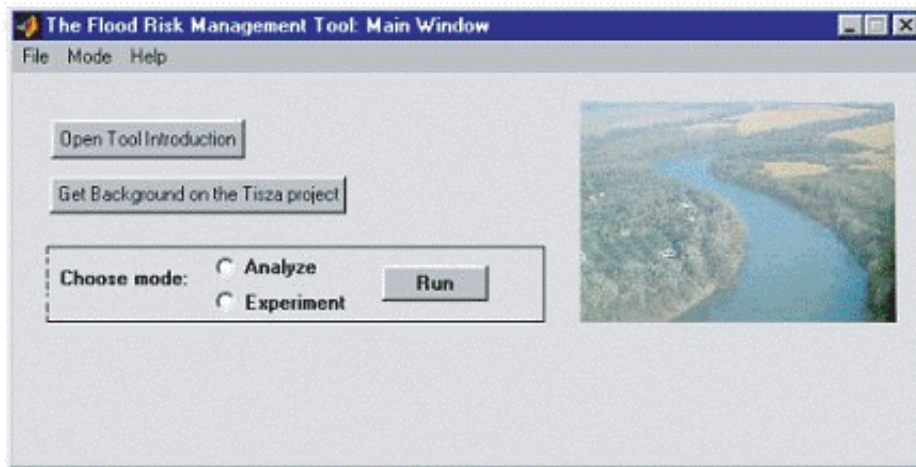 The Flood Risk Management Tool: Main Window
File Mode Help
Open Tool Introduction
Get Background on the Tisza project
Choose mode:
Analyze
Experiment
Run